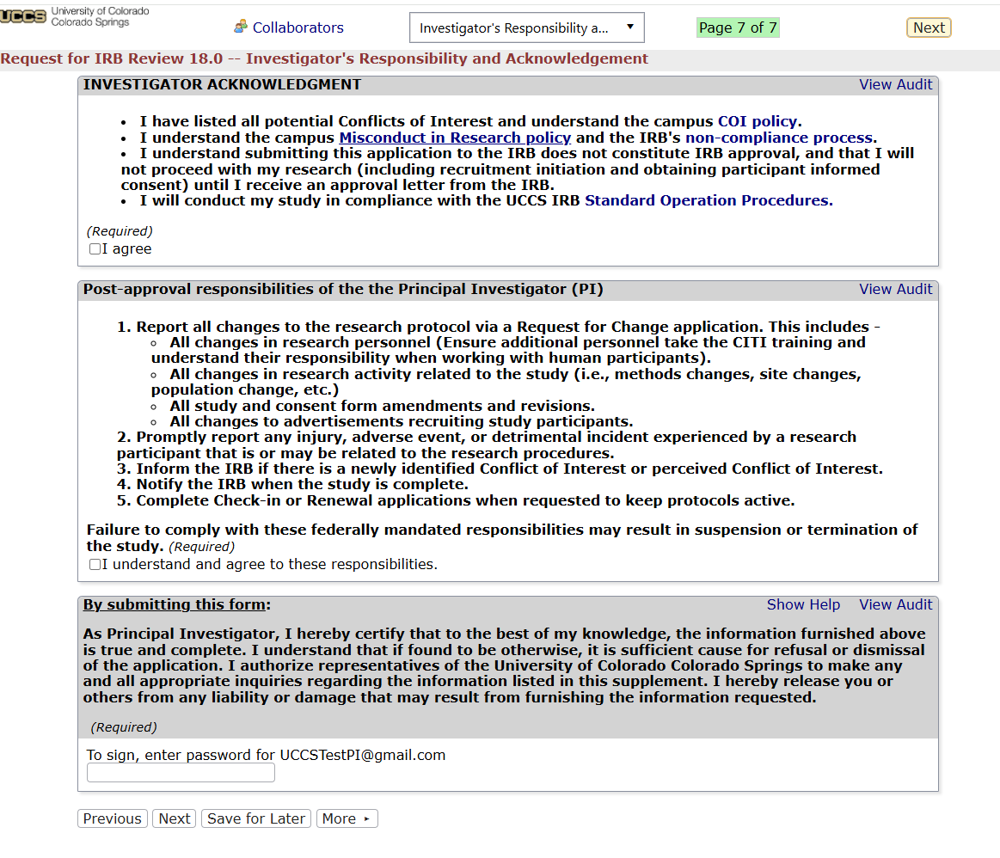 UCCS University of Colorado
Colorado Springs
Collaborators
Investigator's Responsibility a...
Page 7 of 7
Next
Request for IRB Review 18.0 -- Investigator's Responsibility and Acknowledgement
INVESTIGATOR ACKNOWLEDGMENT View Audit
• I have listed all potential Conflicts of Interest and understand the campus COI policy.
• I understand the campus Misconduct in Research policy and the IRB's non-compliance process.
• I understand submitting this application to the IRB does not constitute IRB approval, and that I will
not proceed with my research (including recruitment initiation and obtaining participant informed
consent) until I receive an approval letter from the IRB.
• I will conduct my study in compliance with the UCCS IRB Standard Operation Procedures.
(Required)
I agree
Post-approval responsibilities of the the Principal Investigator (PI) View Audit
1. Report all changes to the research protocol via a Request for Change application. This includes -
◦ All changes in research personnel (Ensure additional personnel take the CITI training and
understand their responsibility when working with human participants).
◦ All changes in research activity related to the study (i.e., methods changes, site changes,
population change, etc.)
◦ All study and consent form amendments and revisions.
◦ All changes to advertisements recruiting study participants.
2. Promptly report any injury, adverse event, or detrimental incident experienced by a research
participant that is or may be related to the research procedures.
3. Inform the IRB if there is a newly identified Conflict of Interest or perceived Conflict of Interest.
4. Notify the IRB when the study is complete.
5. Complete Check-in or Renewal applications when requested to keep protocols active.
Failure to comply with these federally mandated responsibilities may result in suspension or termination of
the study. (Required)
I understand and agree to these responsibilities.
By submitting this form: Show Help View Audit
As Principal Investigator, I hereby certify that to the best of my knowledge, the information furnished above
is true and complete. I understand that if found to be otherwise, it is sufficient cause for refusal or dismissal
of the application. I authorize representatives of the University of Colorado Colorado Springs to make any
and all appropriate inquiries regarding the information listed in this supplement. I hereby release you or
others from any liability or damage that may result from furnishing the information requested.
(Required)
To sign, enter password for UCCSTestPI@gmail.com
Previous Next Save for Later More ▸